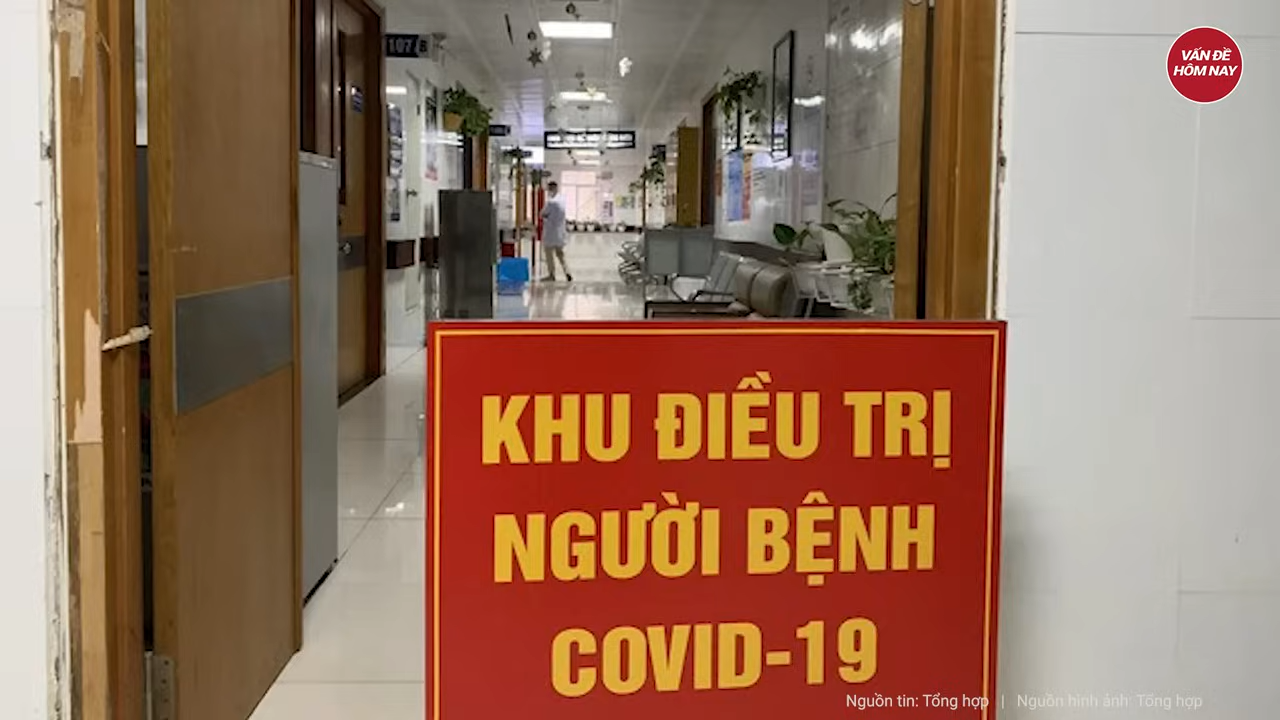 VẤN ĐỀ
HÔM NAY
107 B
KHU ĐIỀU TRỊ
NGƯỜI BỆNH
COVID-19
Nguồn tin: Tổng hợp | Nguồn hình ảnh: Tổng hợp